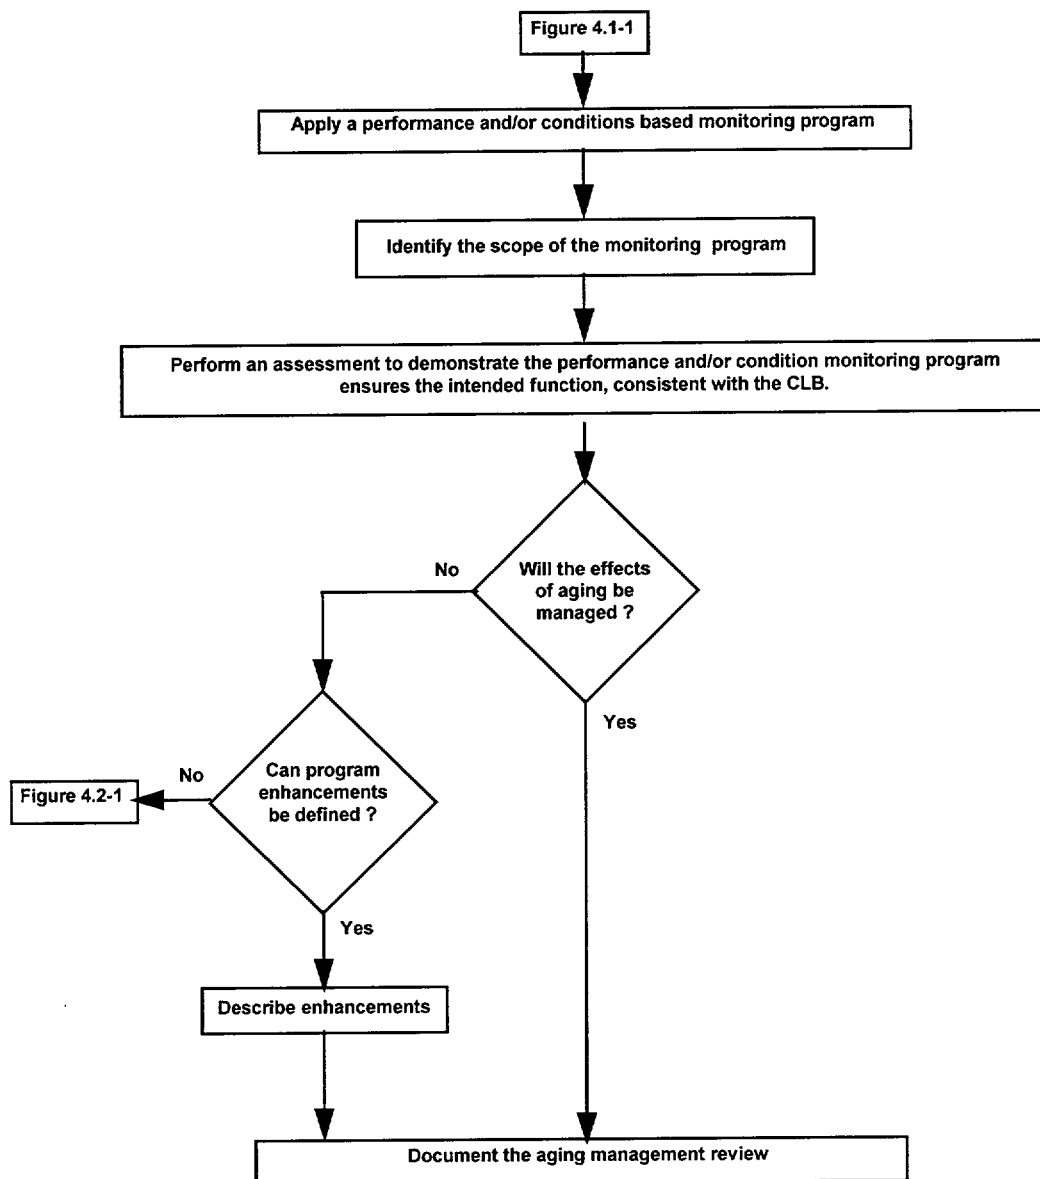 Figure 4.1-1
Apply a performance and/or conditions based monitoring program
Identify the scope of the monitoring program
Perform an assessment to demonstrate the performance and/or condition monitoring program
ensures the intended function, consistent with the CLB.
Will the effects
of aging be
managed ?
No
Yes
Can program
enhancements
be defined ?
No
Figure 4.2-1
Yes
Describe enhancements
Document the aging management review